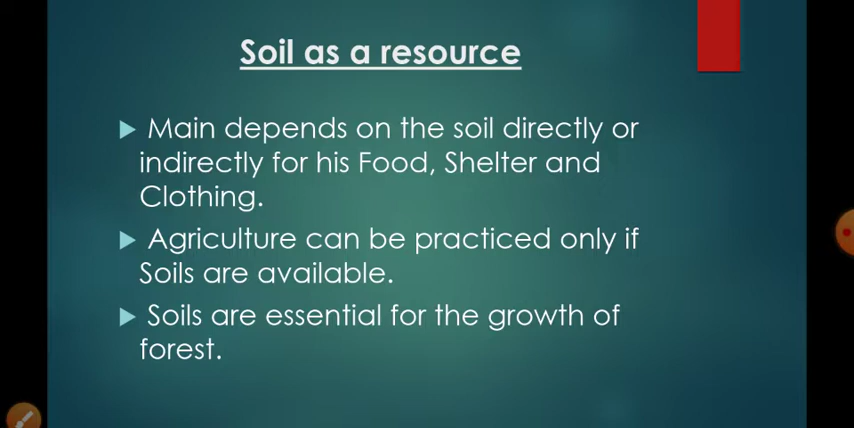 Soil as a resource
Main depends on the soil directly or
indirectly for his Food, Shelter and
Clothing.
Agriculture can be practiced only if
Soils are available.
Soils are essential for the growth of
forest.